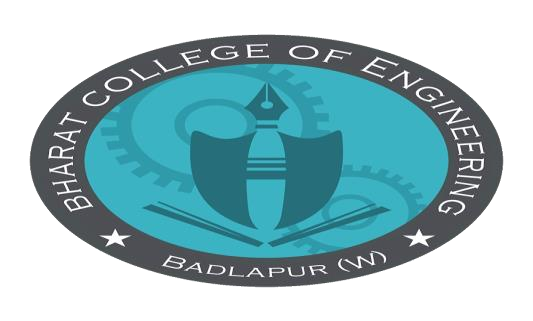 BHARAT COLLEGE OF ENGINEERING
BADLAPUR (W)